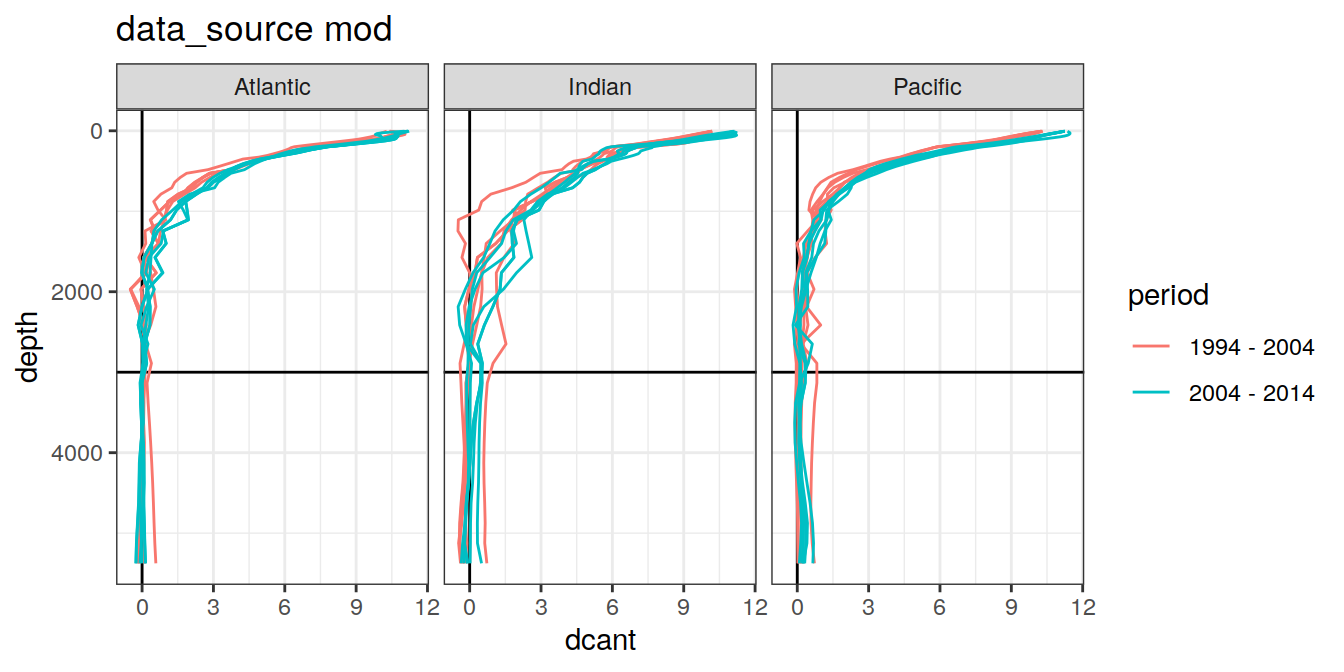 data_source mod
Atlantic Indian Pacific
0
2000
4000
depth
0 3 6 9 12 0 3 6 9 12 0 3 6 9 12
dcant
period
1994 - 2004
2004 - 2014